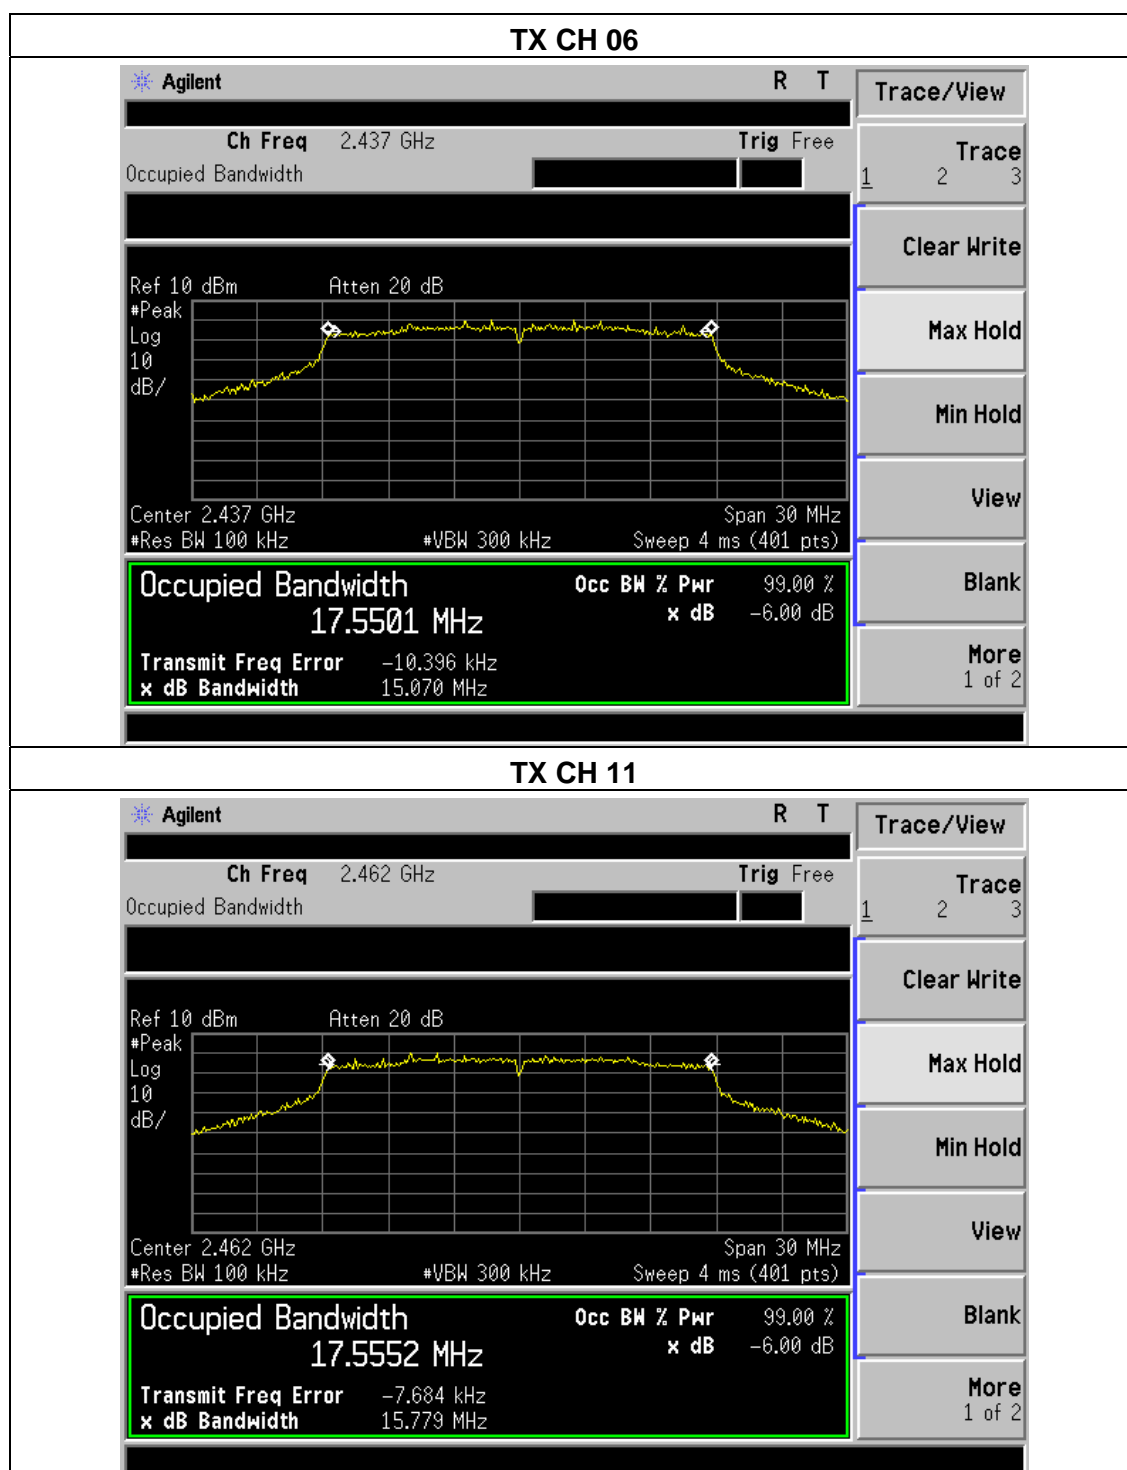 TX CH 06
Agilent R T
Trace/View
Ch Freq 2.437 GHz Trig Free
Occupied Bandwidth
Trace
1 2 3
Clear Write
Ref 10 dBm Atten 20 dB
#Peak
Log
10
dB/
Max Hold
Min Hold
View
Center 2.437 GHz Span 30 MHz
#Res BW 100 kHz #VBW 300 kHz Sweep 4 ms (401 pts)
Occupied Bandwidth Occ BW % Pwr 99.00 %
17.5501 MHz x dB -6.00 dB
Blank
Transmit Freq Error -10.396 kHz
x dB Bandwidth 15.070 MHz
More
1 of 2
TX CH 11
Agilent R T
Trace/View
Ch Freq 2.462 GHz Trig Free
Occupied Bandwidth
Trace
1 2 3
Clear Write
Ref 10 dBm Atten 20 dB
#Peak
Log
10
dB/
Max Hold
Min Hold
View
Center 2.462 GHz Span 30 MHz
#Res BW 100 kHz #VBW 300 kHz Sweep 4 ms (401 pts)
Occupied Bandwidth Occ BW % Pwr 99.00 %
17.5552 MHz x dB -6.00 dB
Blank
Transmit Freq Error -7.684 kHz
x dB Bandwidth 15.779 MHz
More
1 of 2